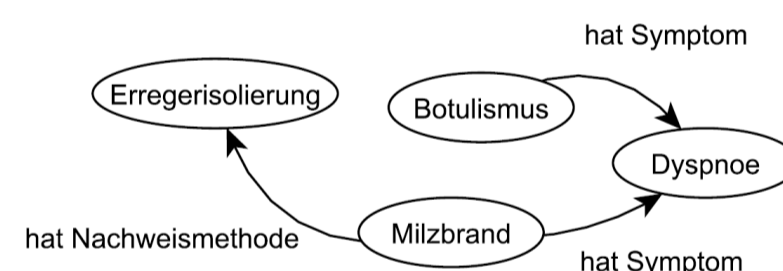 hat Symptom
Erregerisolierung
Botulismus
Dyspnoe
Milzbrand
hat Nachweismethode
hat Symptom